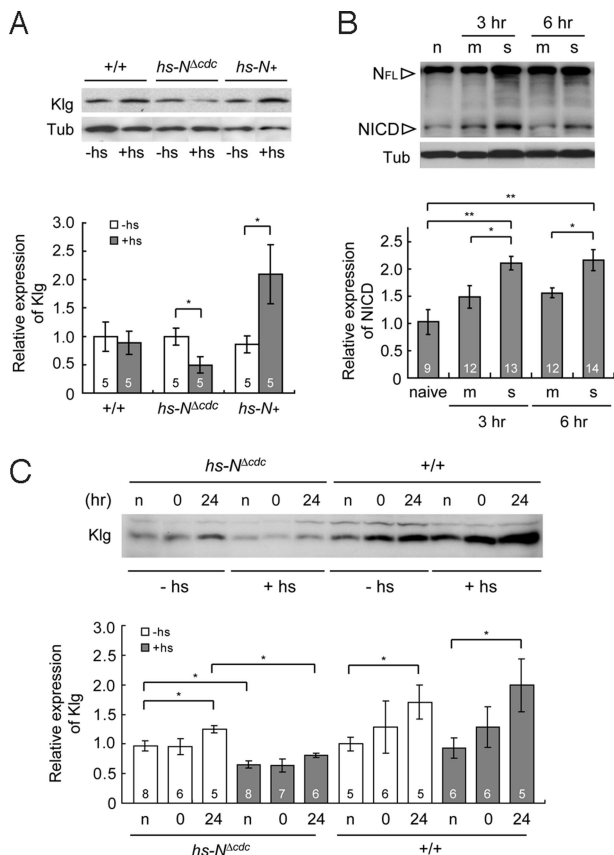 A
+/+ hs-NΔcdc hs-N+
Klg
Tub
-hs +hs -hs +hs -hs +hs
Relative expression
of Klg
3.0
2.5
2.0
1.5
1.0
0.5
0
-hs
+hs
*
*
5 5 5 5 5 5
+/+ hs-NΔcdc hs-N+
B
3 hr 6 hr
n m s m s
NFL
NICD
Tub
Relative expression
of NICD
3.0
2.5
2.0
1.5
1.0
0.5
0
**
**
* *
9 12 13 12 14
naive m s m s
3 hr 6 hr
C
hs-NΔcdc +/+
(hr) n 0 24 n 0 24 n 0 24 n 0 24
Klg
- hs + hs - hs + hs
Relative expression
of Klg
3.0
2.5
2.0
1.5
1.0
0.5
0
-hs
+hs
*
*
*
*
*
8 6 5 8 7 6 5 6 5 6 6 5
n 0 24 n 0 24 n 0 24 n 0 24
hs-NΔcdc +/+